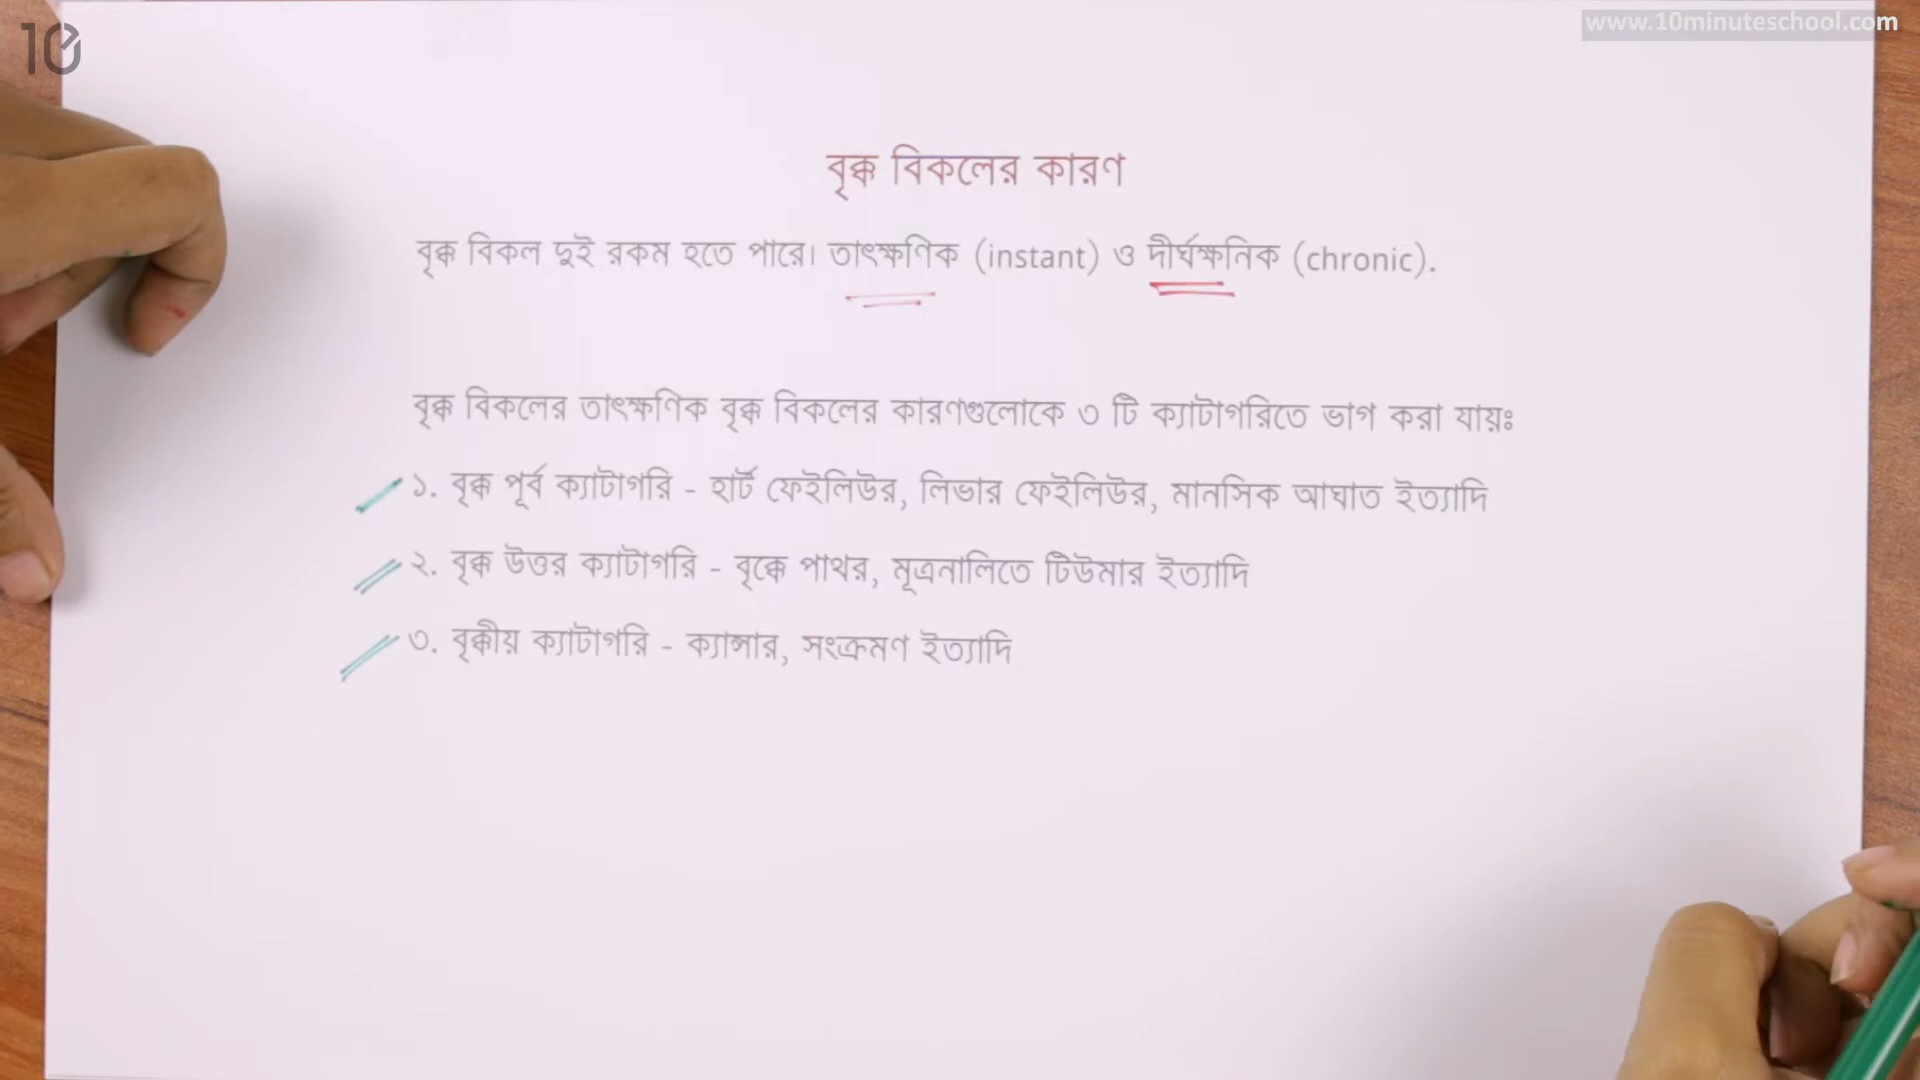 10
www.10minuteschool.com
বৃক্ক বিকলের কারণ
বৃক্ক বিকল দুই রকম হতে পারে। তাৎক্ষণিক (instant) ও দীর্ঘক্ষনিক (chronic).
বৃক্ক বিকলের তাৎক্ষণিক বৃক্ক বিকলের কারণগুলোকে ৩ টি ক্যাটাগরিতে ভাগ করা যায়ঃ
১. বৃক্ক পূর্ব ক্যাটাগরি - হার্ট ফেইলিউর, লিভার ফেইলিউর, মানসিক আঘাত ইত্যাদি
২. বৃক্ক উত্তর ক্যাটাগরি - বৃক্কে পাথর, মূত্রনালিতে টিউমার ইত্যাদি
৩. বৃক্কীয় ক্যাটাগরি - ক্যান্সার, সংক্রমণ ইত্যাদি